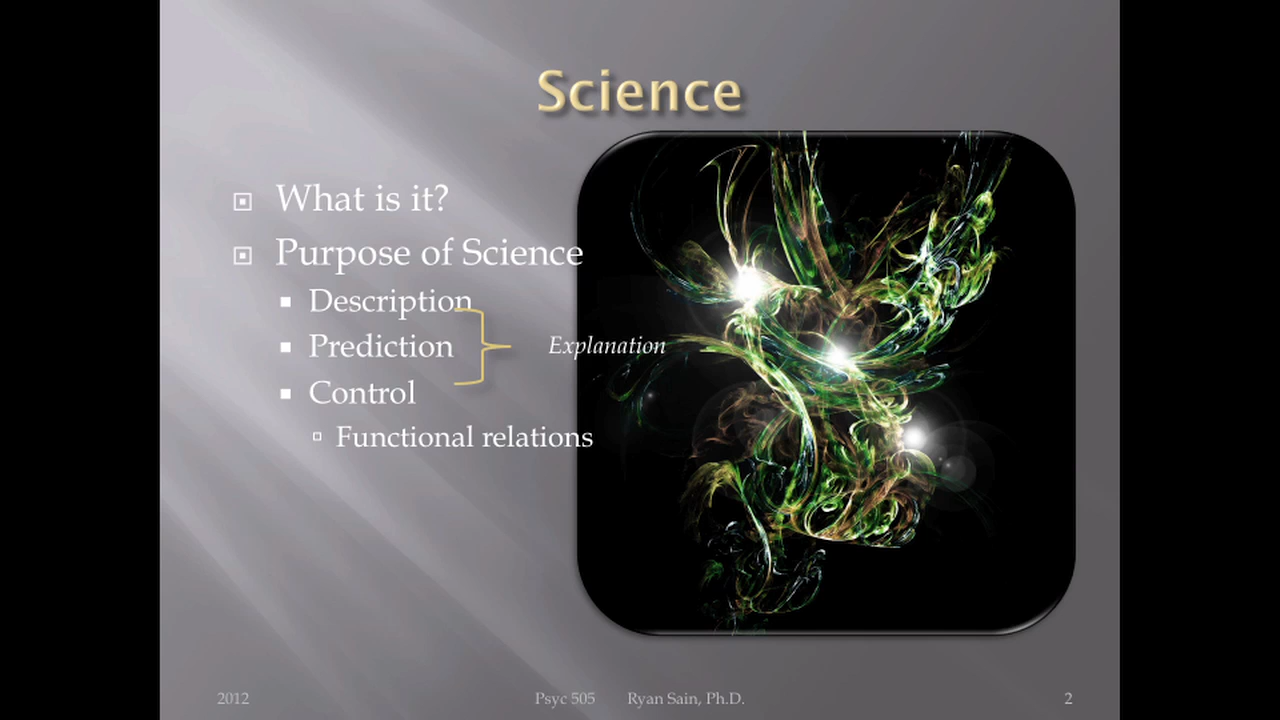 Science
What is it?
Purpose of Science
Description
Prediction
Explanation
Control
Functional relations
2012
Psyc 505 Ryan Sain, Ph.D.
2